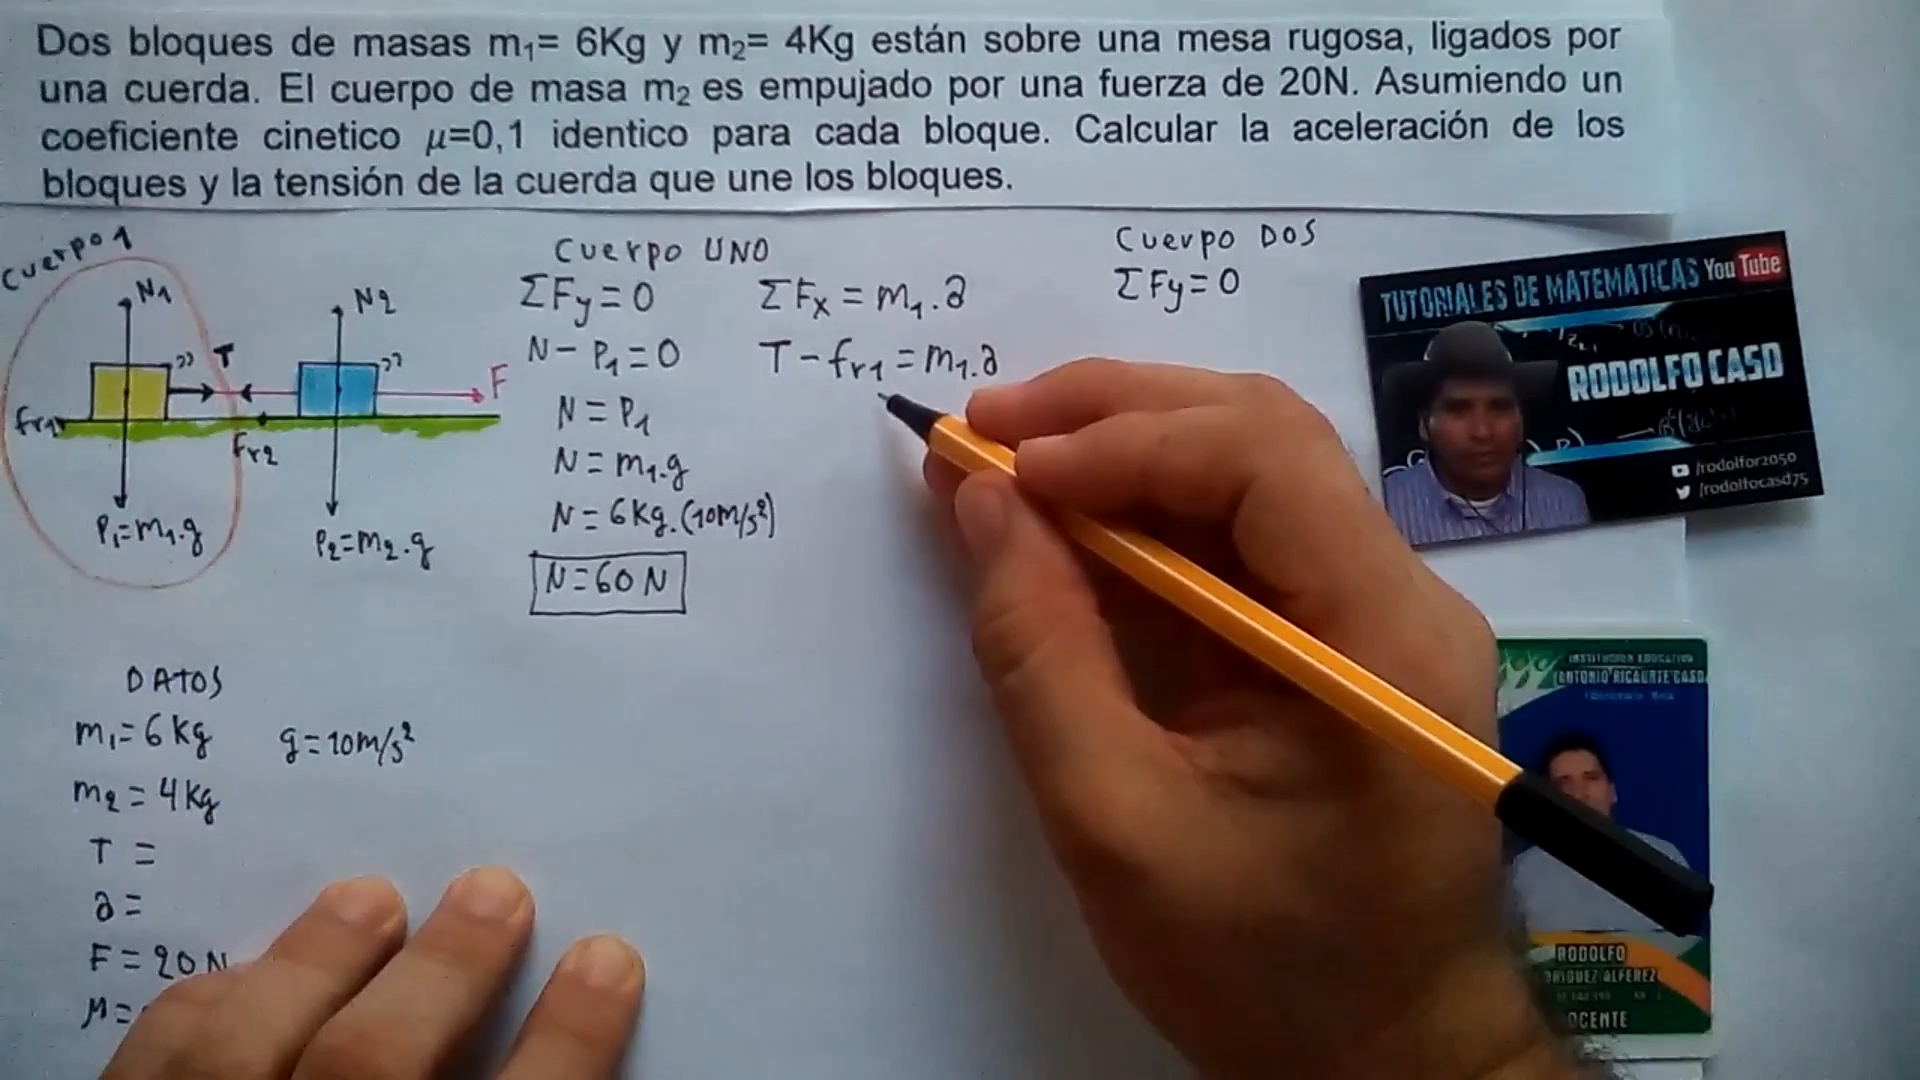 Dos bloques de masas m₁= 6Kg y m₂= 4Kg están sobre una mesa rugosa, ligados por
una cuerda. El cuerpo de masa m₂ es empujado por una fuerza de 20N. Asumiendo un
coeficiente cinetico μ=0,1 identico para cada bloque. Calcular la aceleración de los
bloques y la tensión de la cuerda que une los bloques.
Cuerpo 1
N₁
N₂
T
F
fr₁
fr₂
P₁=m₁.g
P₂=m₂.g
DATOS
m₁=6kg
g=10m/s²
m₂=4kg
T=
a=
F=20N
μ=
Cuerpo UNO
ΣFy=0
N-P₁=0
N=P₁
N=m₁.g
N=6Kg.(10m/s²)
N=60N
ΣFx=m₁.a
T-fr₁=m₁.a
Cuerpo DOS
ΣFy=0
TUTORIALES DE MATEMATICAS YouTube
RODOLFO CASD
/rodolfor2050
/rodolfocasd75
ANTONIO RICAURTE CASD
RODOLFO
ALFEREZ
OCENTE